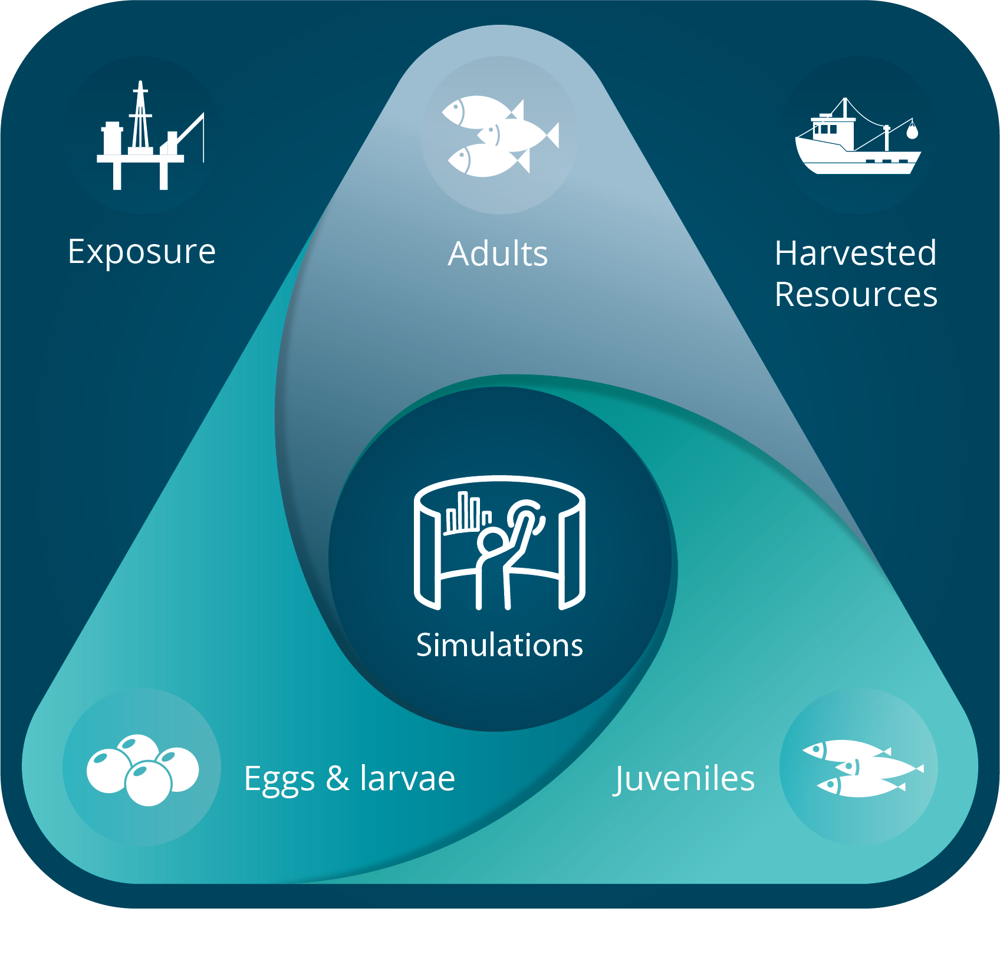 Exposure
Adults
Harvested
Resources
Simulations
Eggs & larvae
Juveniles